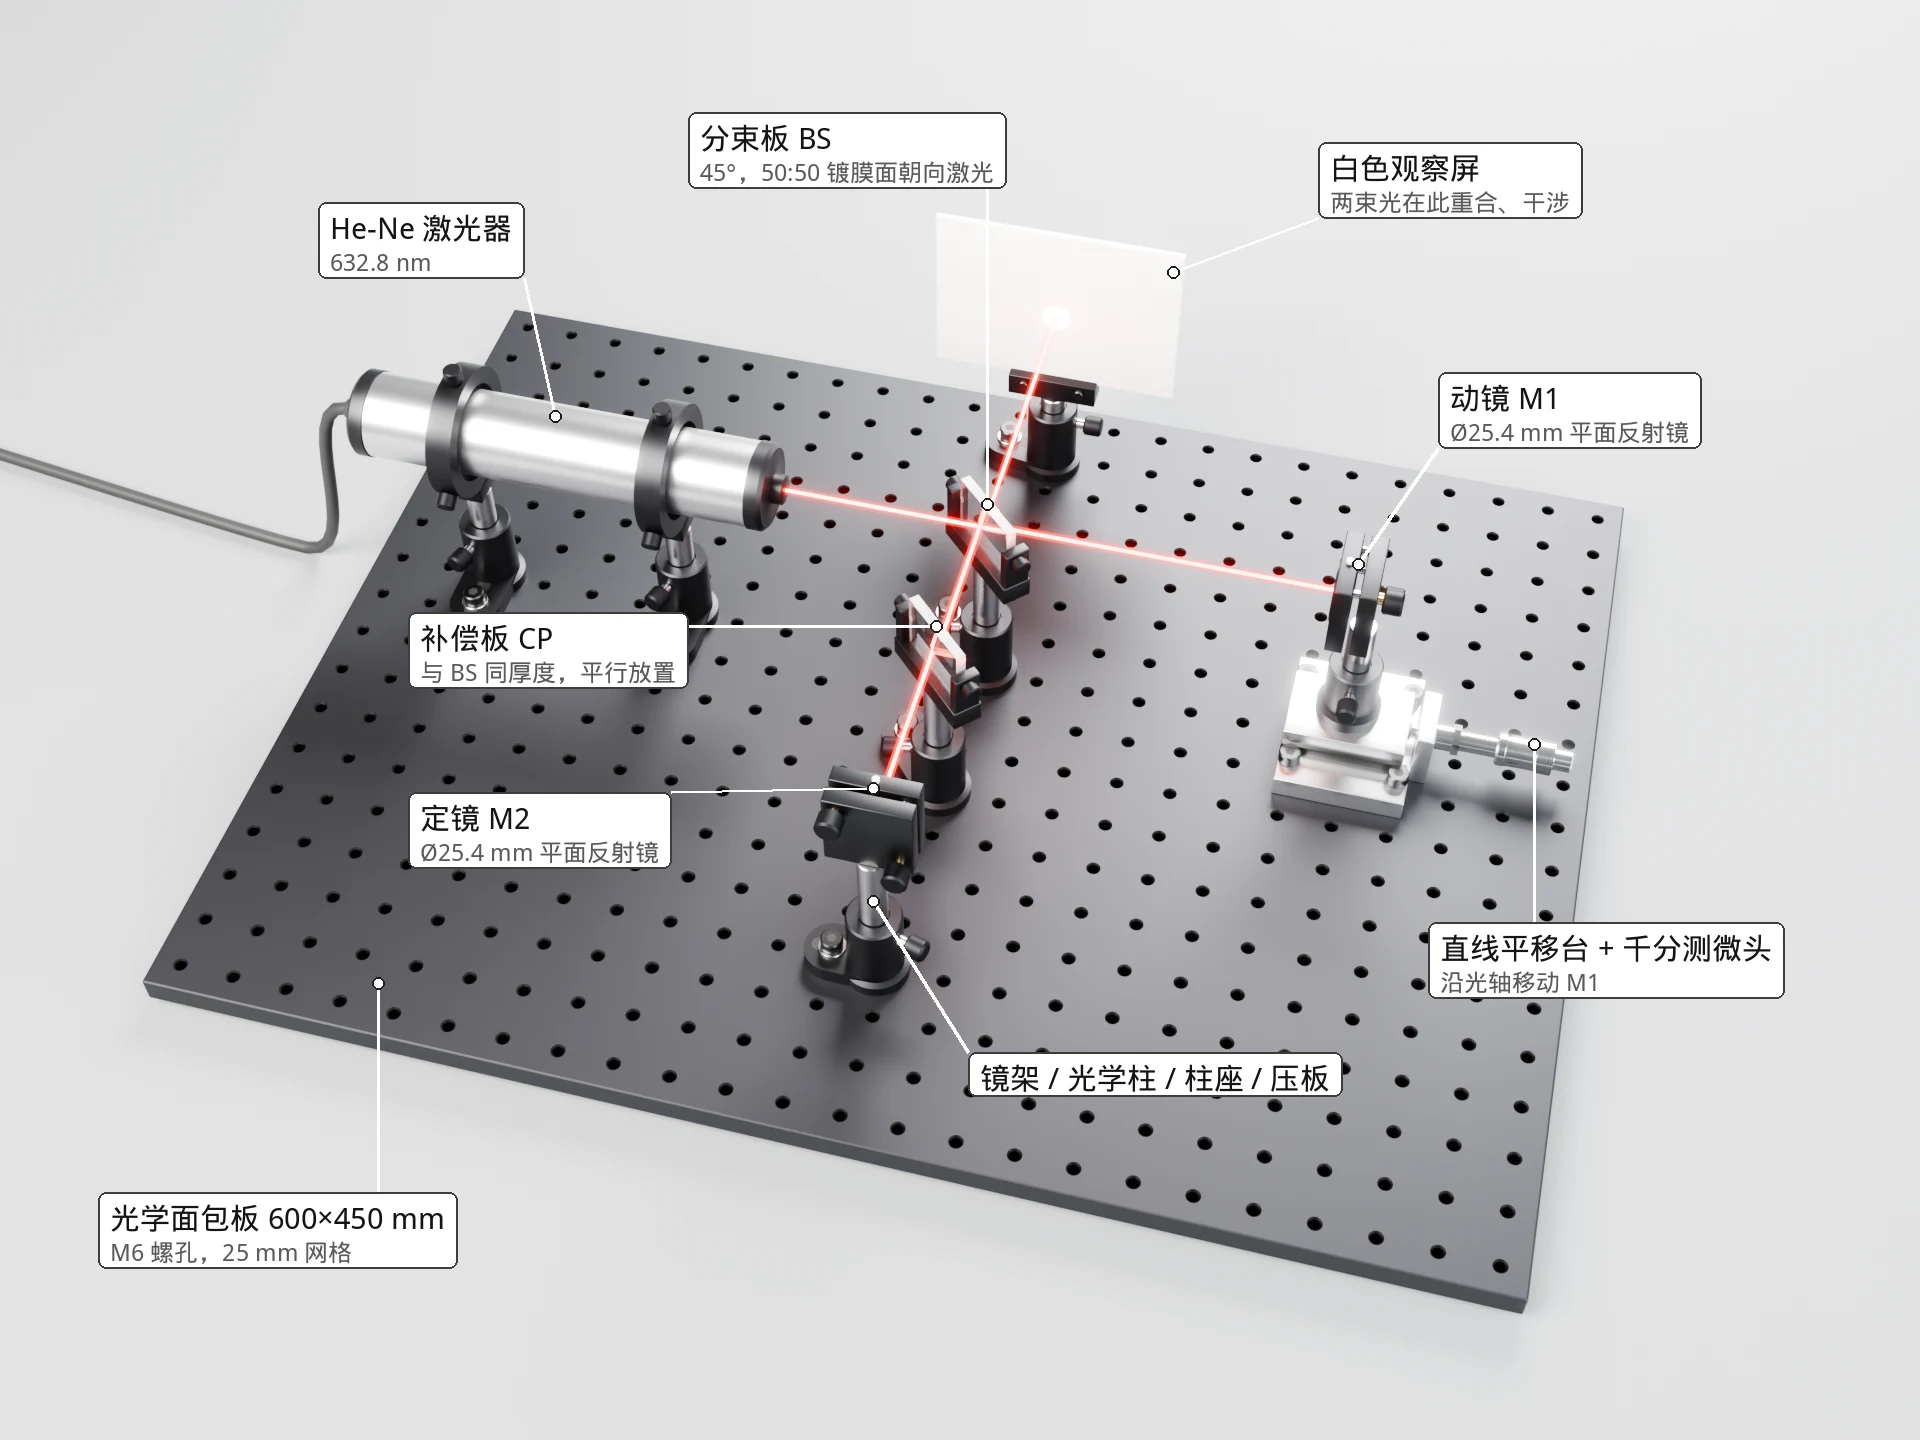 分束板 BS
45°，50:50 镀膜面朝向激光
白色观察屏
两束光在此重合、干涉
He-Ne 激光器
632.8 nm
动镜 M1
Ø25.4 mm 平面反射镜
补偿板 CP
与 BS 同厚度，平行放置
定镜 M2
Ø25.4 mm 平面反射镜
直线平移台 + 千分测微头
沿光轴移动 M1
镜架 / 光学柱 / 柱座 / 压板
光学面包板 600×450 mm
M6 螺孔，25 mm 网格